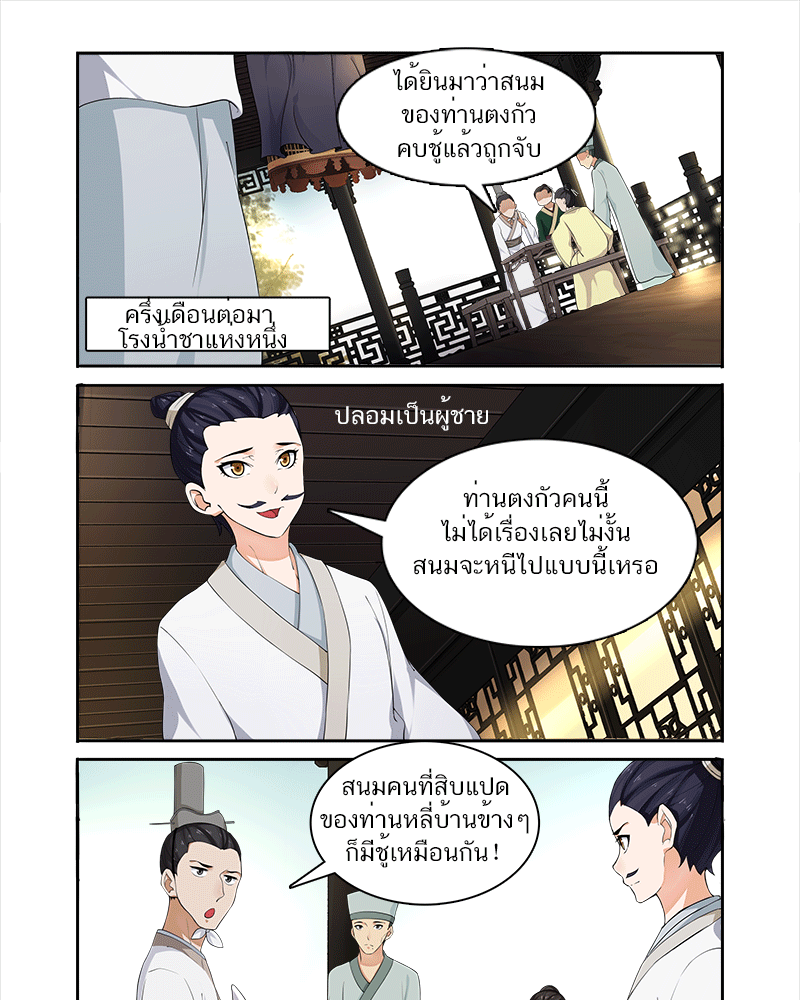 ได้ยินมาว่าสนม
ของท่านตงกัว
คบชู้แล้วถูกจับ
ครึ่งเดือนต่อมา
โรงน้ำชาแห่งหนึ่ง
ปลอมเป็นผู้ชาย
ท่านตงกัวคนนี้
ไม่ได้เรื่องเลยไม่งั้น
สนมจะหนีไปแบบนี้เหรอ
สนมคนที่สิบแปด
ของท่านหลี่บ้านข้างๆ
ก็มีชู้เหมือนกัน!